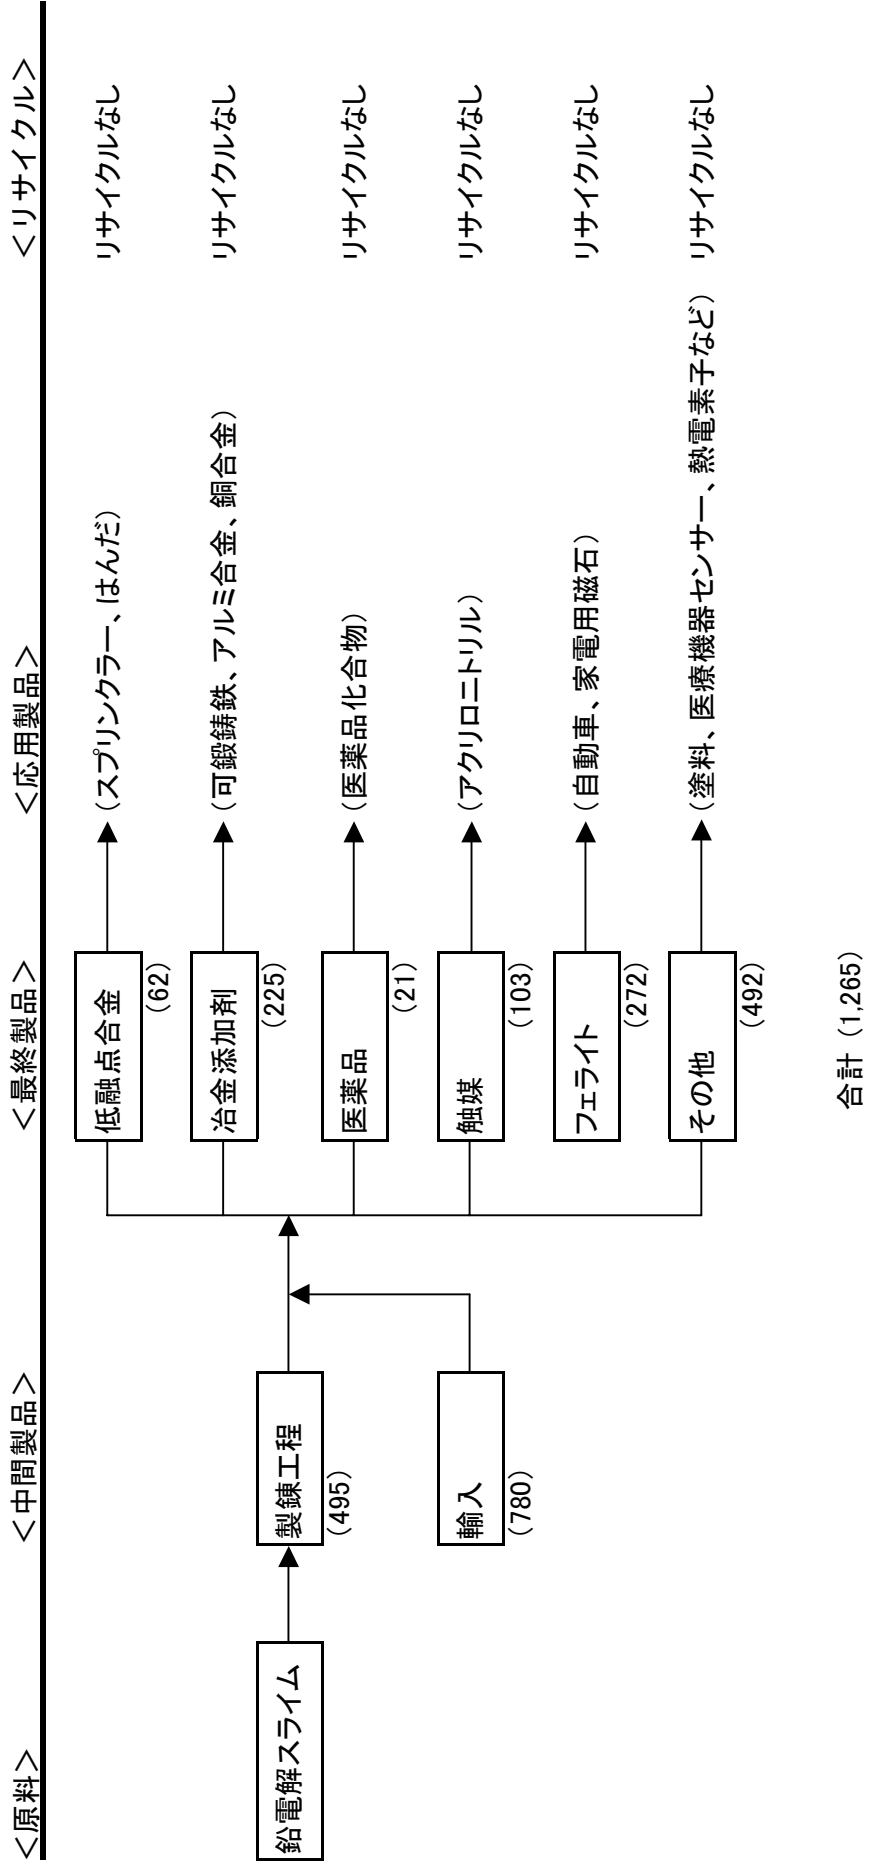 ＜原料＞
＜中間製品＞
＜最終製品＞
＜応用製品＞
＜リサイクル＞
低融点合金
(62)
(スプリンクラー、はんだ)
リサイクルなし
冶金添加剤
(225)
(可鍛鋳鉄、アルミ合金、銅合金)
リサイクルなし
鉛電解スライム
製錬工程
(495)
医薬品
(21)
(医薬品化合物)
リサイクルなし
輸入
(780)
触媒
(103)
(アクリロニトリル)
リサイクルなし
フェライト
(272)
(自動車、家電用磁石)
リサイクルなし
その他
(492)
(塗料、医療機器センサー、熱電素子など)
リサイクルなし
合計 (1,265)